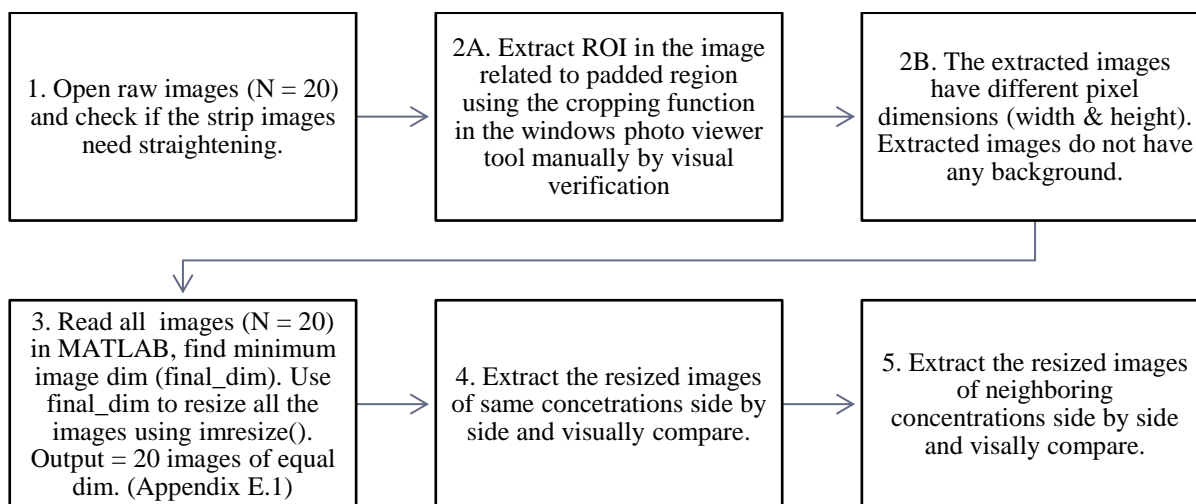 1. Open raw images (N = 20)
and check if the strip images
need straightening.
2A. Extract ROI in the image
related to padded region
using the cropping function
in the windows photo viewer
tool manually by visual
verification
2B. The extracted images
have different pixel
dimensions (width & height).
Extracted images do not have
any background.
3. Read all images (N = 20)
in MATLAB, find minimum
image dim (final_dim). Use
final_dim to resize all the
images using imresize().
Output = 20 images of equal
dim. (Appendix E.1)
4. Extract the resized images
of same concetrations side by
side and visually compare.
5. Extract the resized images
of neighboring
concentrations side by side
and visally compare.